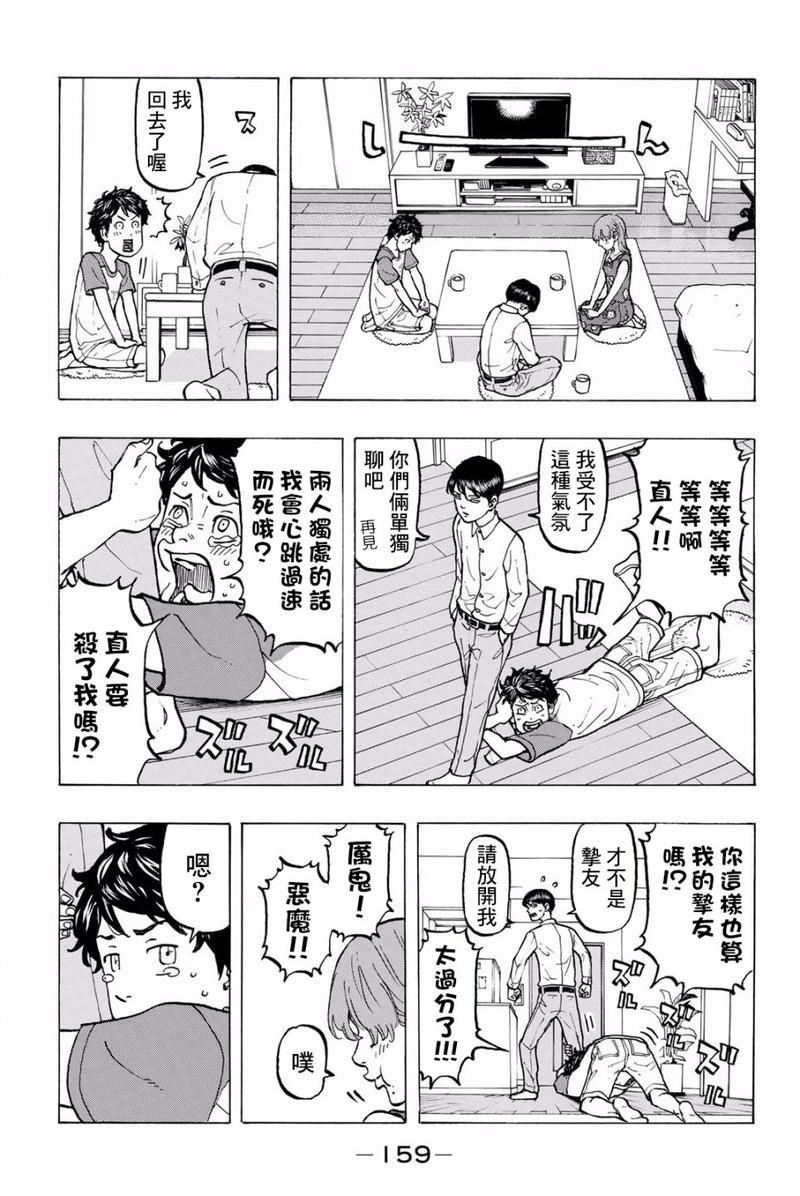 しーん
我
回去了喔
ス
等等等等
等等啊
直人!!
我受不了
這種氣氛
你們倆單獨
聊吧
再見
ズルズル
兩人獨處的話
我會心跳過速
而死哦?
直人要
殺了我嗎!?
ズル
ズル
你這樣也算
我的摯友
嗎!?
才不是
摯友
請放開我
太過分了!!!
ズル
ズル
厲鬼!
惡魔!!
噗
嗯?
-159-